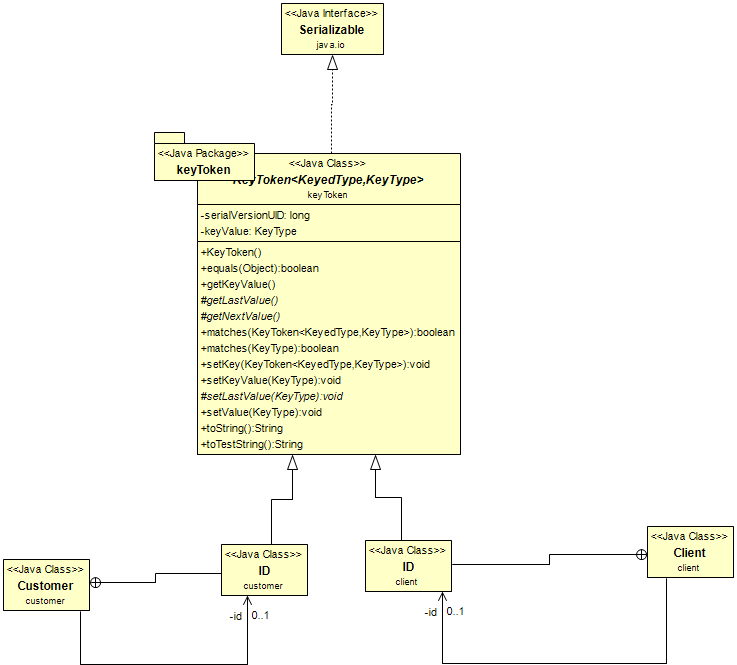 <<Java Interface>>
Serializable
java.io
<<Java Package>>
keyToken
<<Java Class>>
KeyToken<KeyedType,KeyType>
keyToken
-serialVersionUID: long
-keyValue: KeyType
+KeyToken()
+equals(Object):boolean
+getKeyValue()
#getLastValue()
#getNextValue()
+matches(KeyToken<KeyedType,KeyType>):boolean
+matches(KeyType):boolean
+setKey(KeyToken<KeyedType,KeyType>):void
+setKeyValue(KeyType):void
#setLastValue(KeyType):void
+setValue(KeyType):void
+toString():String
+toTestString():String
<<Java Class>>
Customer
customer
<<Java Class>>
ID
customer
<<Java Class>>
ID
client
<<Java Class>>
Client
client
-id 0..1
-id 0..1